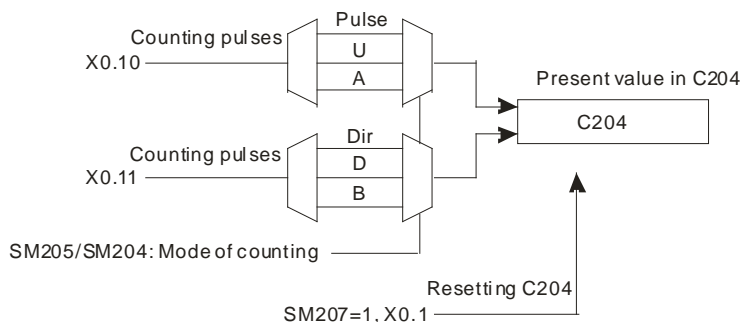 Pulse
Counting pulses
U
X0.10
A
Present value in C204
C204
Dir
Counting pulses
D
X0.11
B
SM205/SM204: Mode of counting
Resetting C204
SM207=1, X0.1